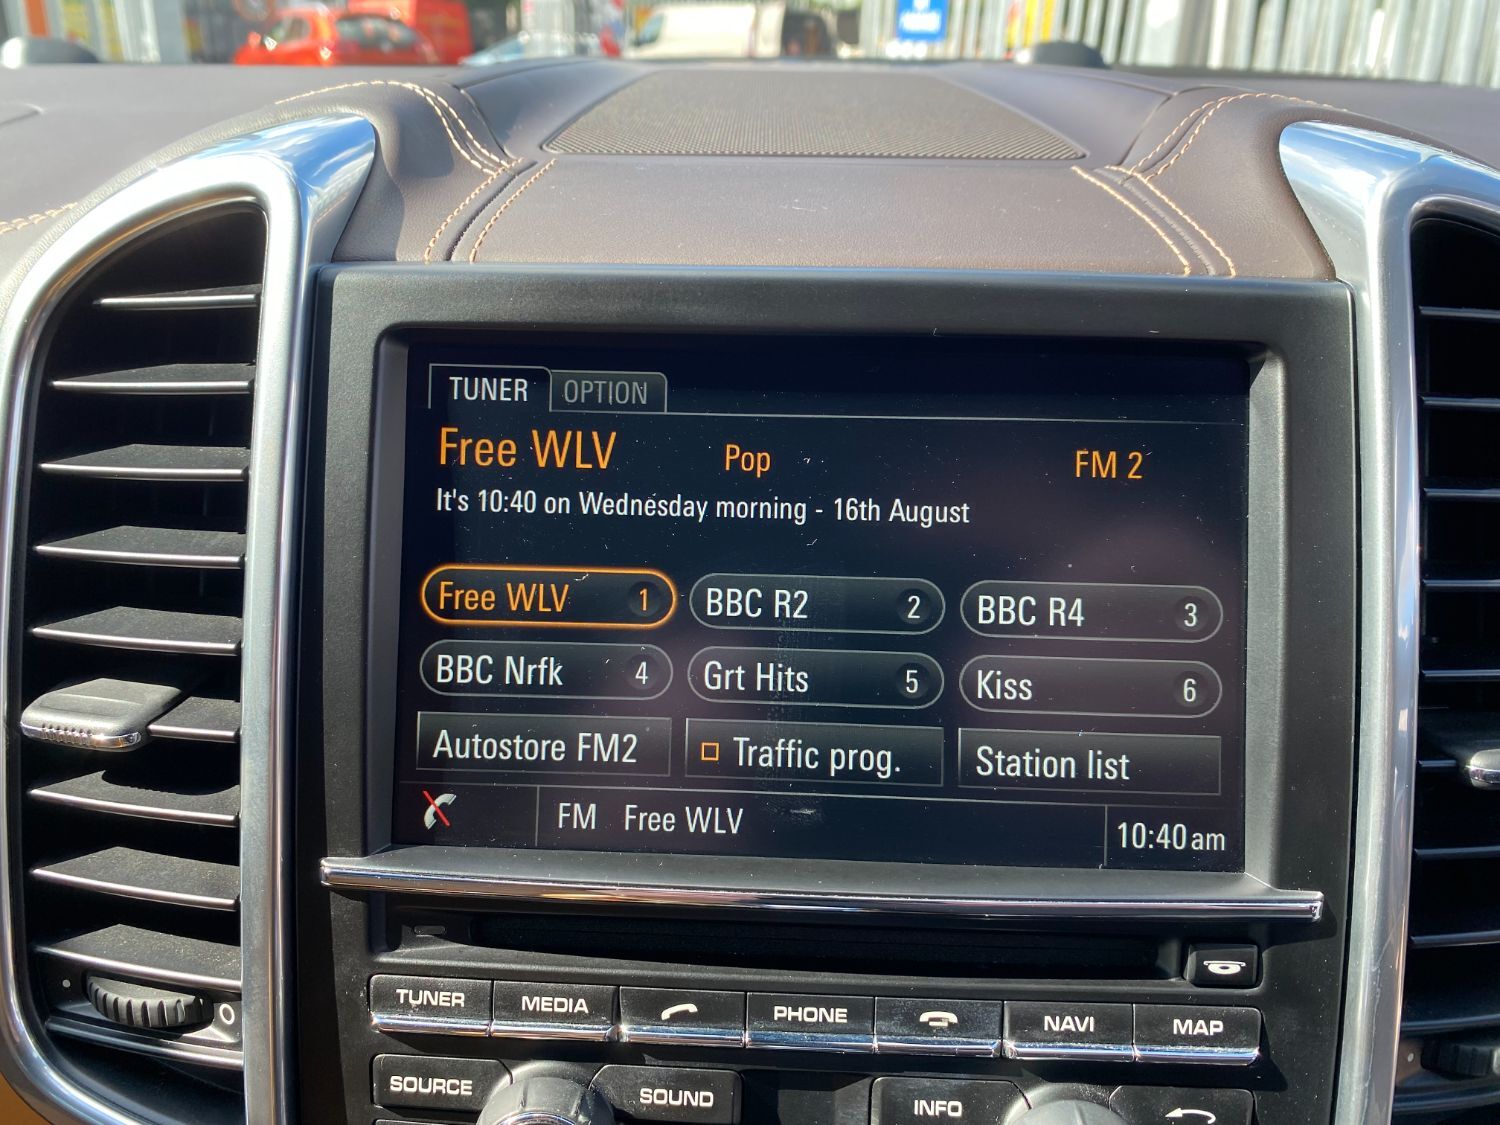 TUNER OPTION
Free WLV Pop FM 2
It's 10:40 on Wednesday morning - 16th August
Free WLV 1 BBC R2 2 BBC R4 3
BBC Nrfk 4 Grt Hits 5 Kiss 6
Autostore FM2 Traffic prog. Station list
FM Free WLV 10:40am
TUNER MEDIA PHONE NAVI MAP
SOURCE SOUND INFO